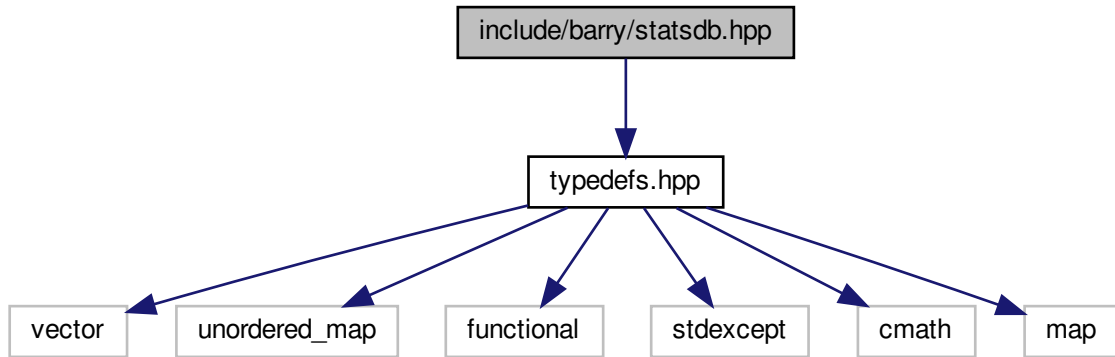 include/barry/statsdb.hpp
typedefs.hpp
vector
unordered_map
functional
stdexcept
cmath
map